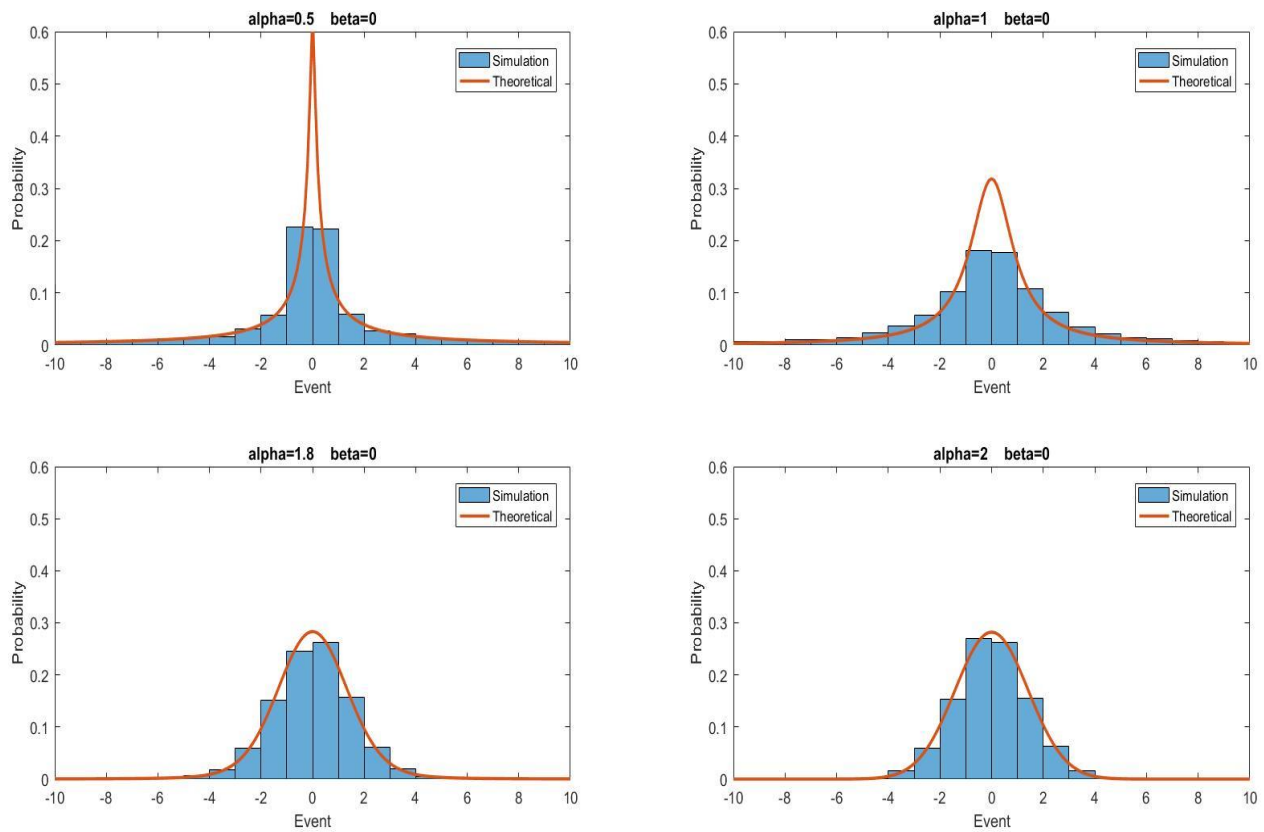 alpha=0.5 beta=0
0.6
0.5
0.4
0.3
0.2
0.1
0
Probability
Simulation
Theoretical
-10 -8 -6 -4 -2 0 2 4 6 8 10
Event
alpha=1 beta=0
0.6
0.5
0.4
0.3
0.2
0.1
0
Probability
Simulation
Theoretical
-10 -8 -6 -4 -2 0 2 4 6 8 10
Event
alpha=1.8 beta=0
0.6
0.5
0.4
0.3
0.2
0.1
0
Probability
Simulation
Theoretical
-10 -8 -6 -4 -2 0 2 4 6 8 10
Event
alpha=2 beta=0
0.6
0.5
0.4
0.3
0.2
0.1
0
Probability
Simulation
Theoretical
-10 -8 -6 -4 -2 0 2 4 6 8 10
Event